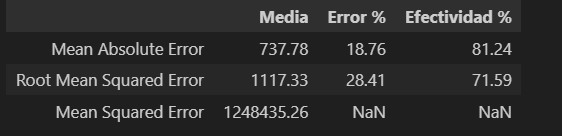 Media Error % Efectividad %
Mean Absolute Error 737.78 18.76 81.24
Root Mean Squared Error 1117.33 28.41 71.59
Mean Squared Error 1248435.26 NaN NaN